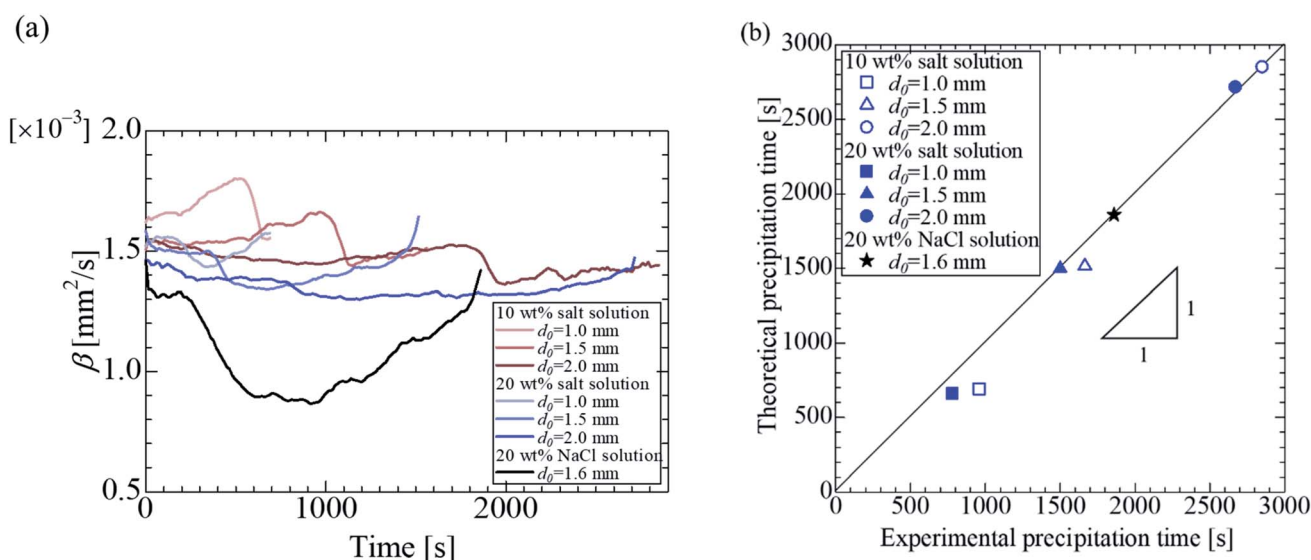 (a)
[×10⁻³]
2.0
1.5
1.0
0.5
β [mm²/s]
0
1000
2000
Time [s]
10 wt% salt solution
d₀=1.0 mm
d₀=1.5 mm
d₀=2.0 mm
20 wt% salt solution
d₀=1.0 mm
d₀=1.5 mm
d₀=2.0 mm
20 wt% NaCl solution
d₀=1.6 mm
(b)
3000
2500
2000
1500
1000
500
0
Theoretical precipitation time [s]
10 wt% salt solution
d₀=1.0 mm
d₀=1.5 mm
d₀=2.0 mm
20 wt% salt solution
d₀=1.0 mm
d₀=1.5 mm
d₀=2.0 mm
20 wt% NaCl solution
d₀=1.6 mm
1
1
0 500 1000 1500 2000 2500 3000
Experimental precipitation time [s]